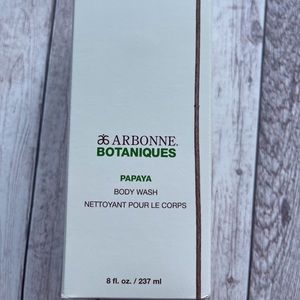 ARBONNE.
BOTANIQUES
PAPAYA
BODY WASH
NETTOYANT POUR LE CORPS
8 fl. oz. / 237 ml